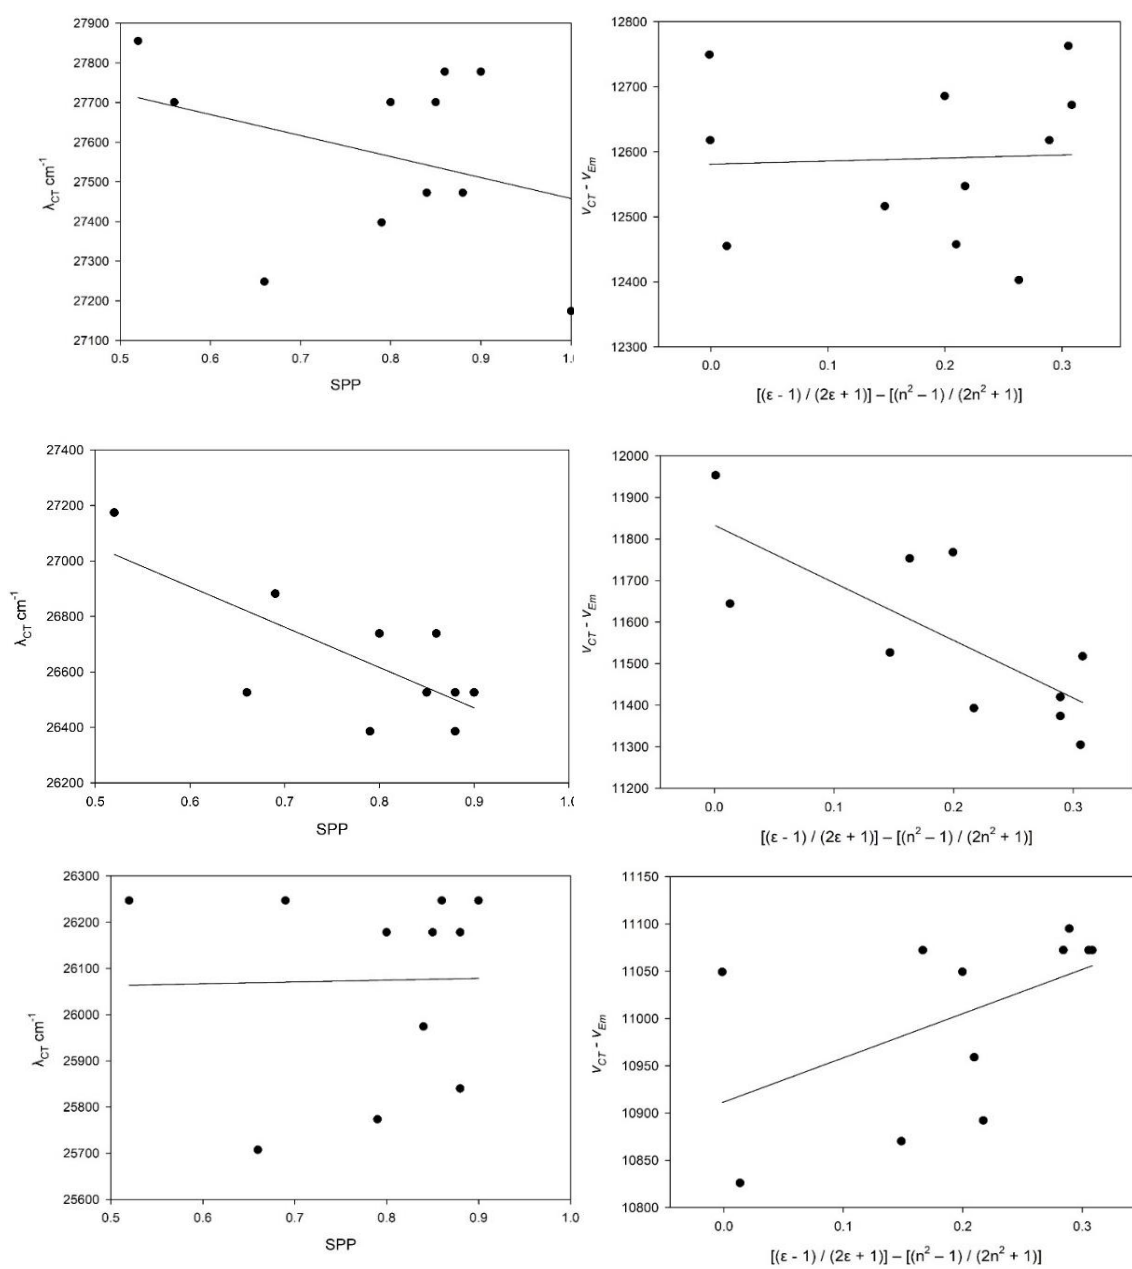 27900
27800
27700
27600
27500
27400
27300
27200
27100
λCT cm-1
0.5 0.6 0.7 0.8 0.9 1.0
SPP
12800
12700
12600
12500
12400
12300
νCT - νEm
0.0 0.1 0.2 0.3
[(ε - 1) / (2ε + 1)] – [(n2 – 1) / (2n2 + 1)]
27400
27200
27000
26800
26600
26400
26200
λCT cm-1
0.5 0.6 0.7 0.8 0.9 1.0
SPP
12000
11900
11800
11700
11600
11500
11400
11300
11200
νCT - νEm
0.0 0.1 0.2 0.3
[(ε - 1) / (2ε + 1)] – [(n2 – 1) / (2n2 + 1)]
26300
26200
26100
26000
25900
25800
25700
25600
λCT cm-1
0.5 0.6 0.7 0.8 0.9 1.0
SPP
11150
11100
11050
11000
10950
10900
10850
10800
νCT - νEm
0.0 0.1 0.2 0.3
[(ε - 1) / (2ε + 1)] – [(n2 – 1) / (2n2 + 1)]